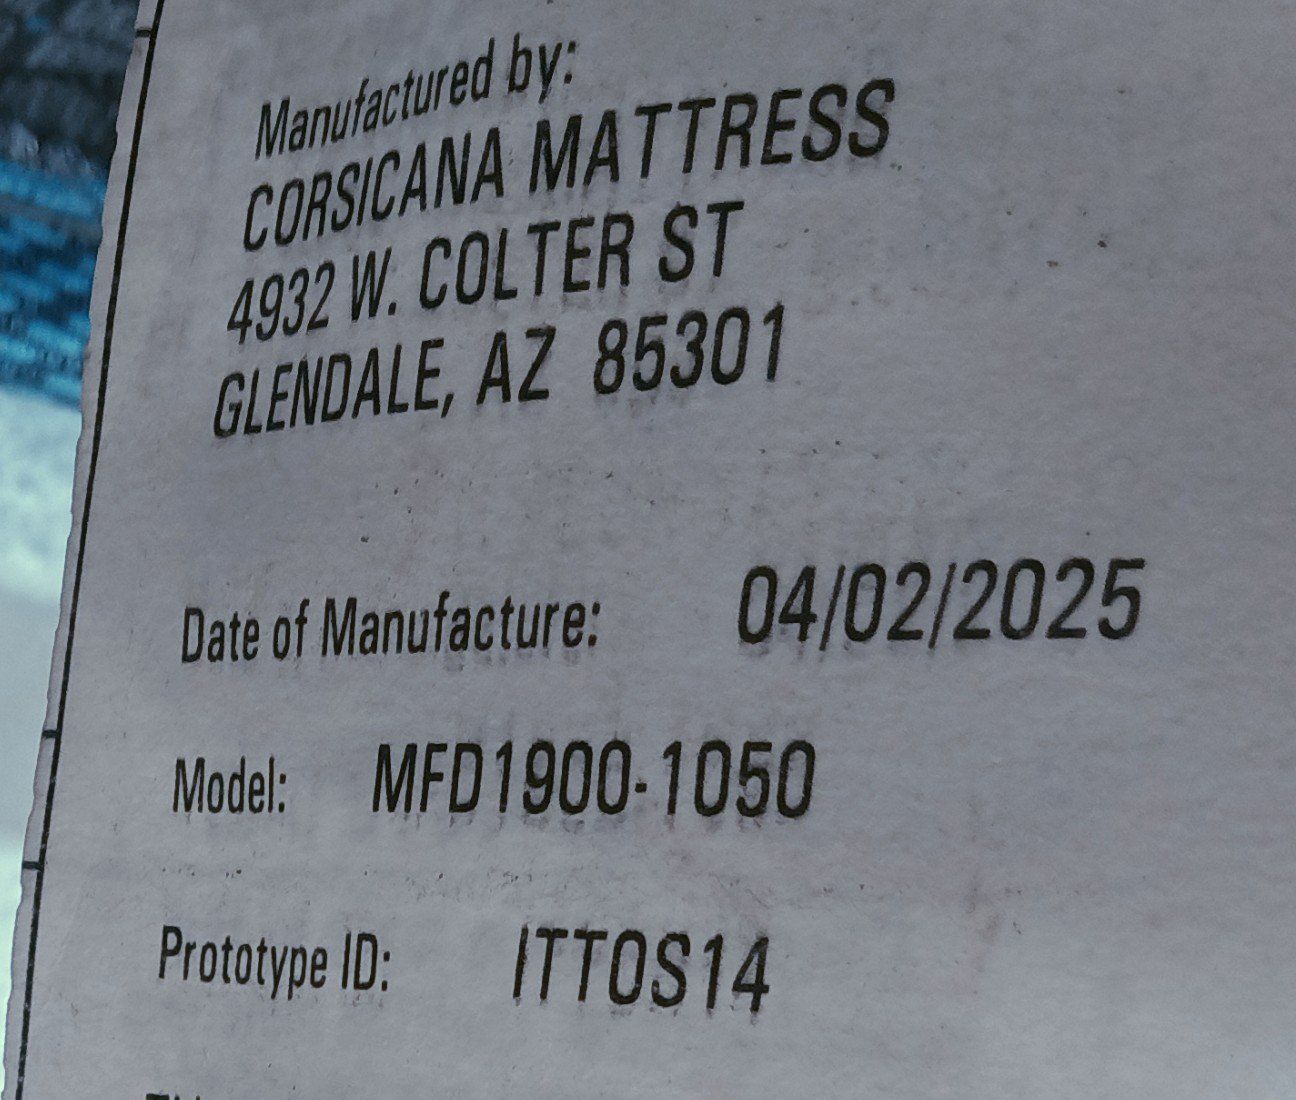 Manufactured by:
CORSICANA MATTRESS
4932 W. COLTER ST
GLENDALE, AZ 85301
Date of Manufacture: 04/02/2025
Model: MFD1900-1050
Prototype ID: ITTOS14